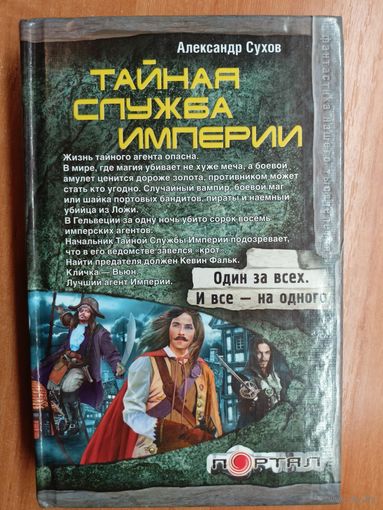 Александр Сухов
ТАЙНАЯ
СЛУЖБА
ИМПЕРИИ
Жизнь тайного агента опасна.
В мире, где магия убивает не хуже меча, а боевой
амулет ценится дороже золота, противником может
стать кто угодно. Случайный вампир, боевой маг
или шайка портовых бандитов, пираты и наемный
убийца из Ложи.
В Гельвеции за одну ночь убито сорок восемь
имперских агентов.
Начальник Тайной Службы Империи подозревает,
что в его ведомстве завелся «крот».
Найти предателя должен Кевин Фальк.
Кличка — Вьюн.
Лучший агент Империи.
Один за всех.
И все — на одного
ПОРТАЛ
фантастика нашего